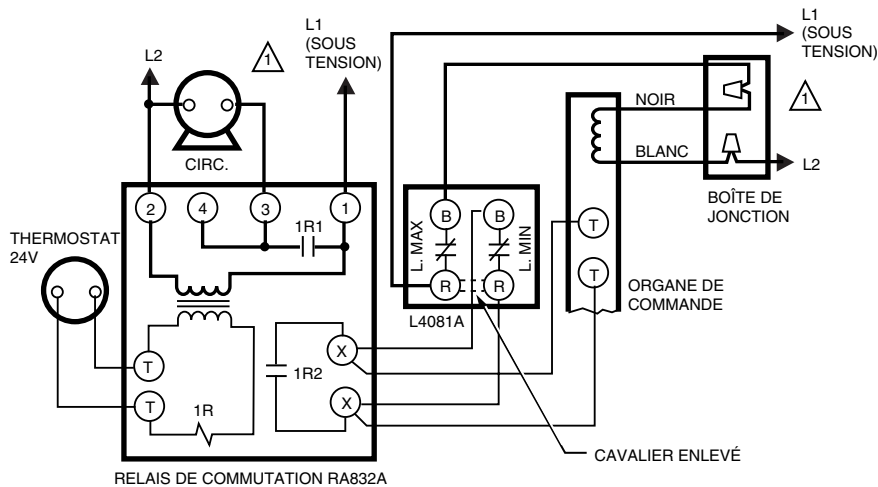 L2
1
L1
(SOUS
TENSION)
L1
(SOUS
TENSION)
NOIR
1
BLANC
L2
CIRC.
BOÎTE DE
JONCTION
2
4
3
1
1R1
B
B
L. MAX
L. MIN
T
THERMOSTAT
24V
R
R
T
ORGANE DE
COMMANDE
L4081A
X
T
1R2
T
1R
X
CAVALIER ENLEVÉ
RELAIS DE COMMUTATION RA832A